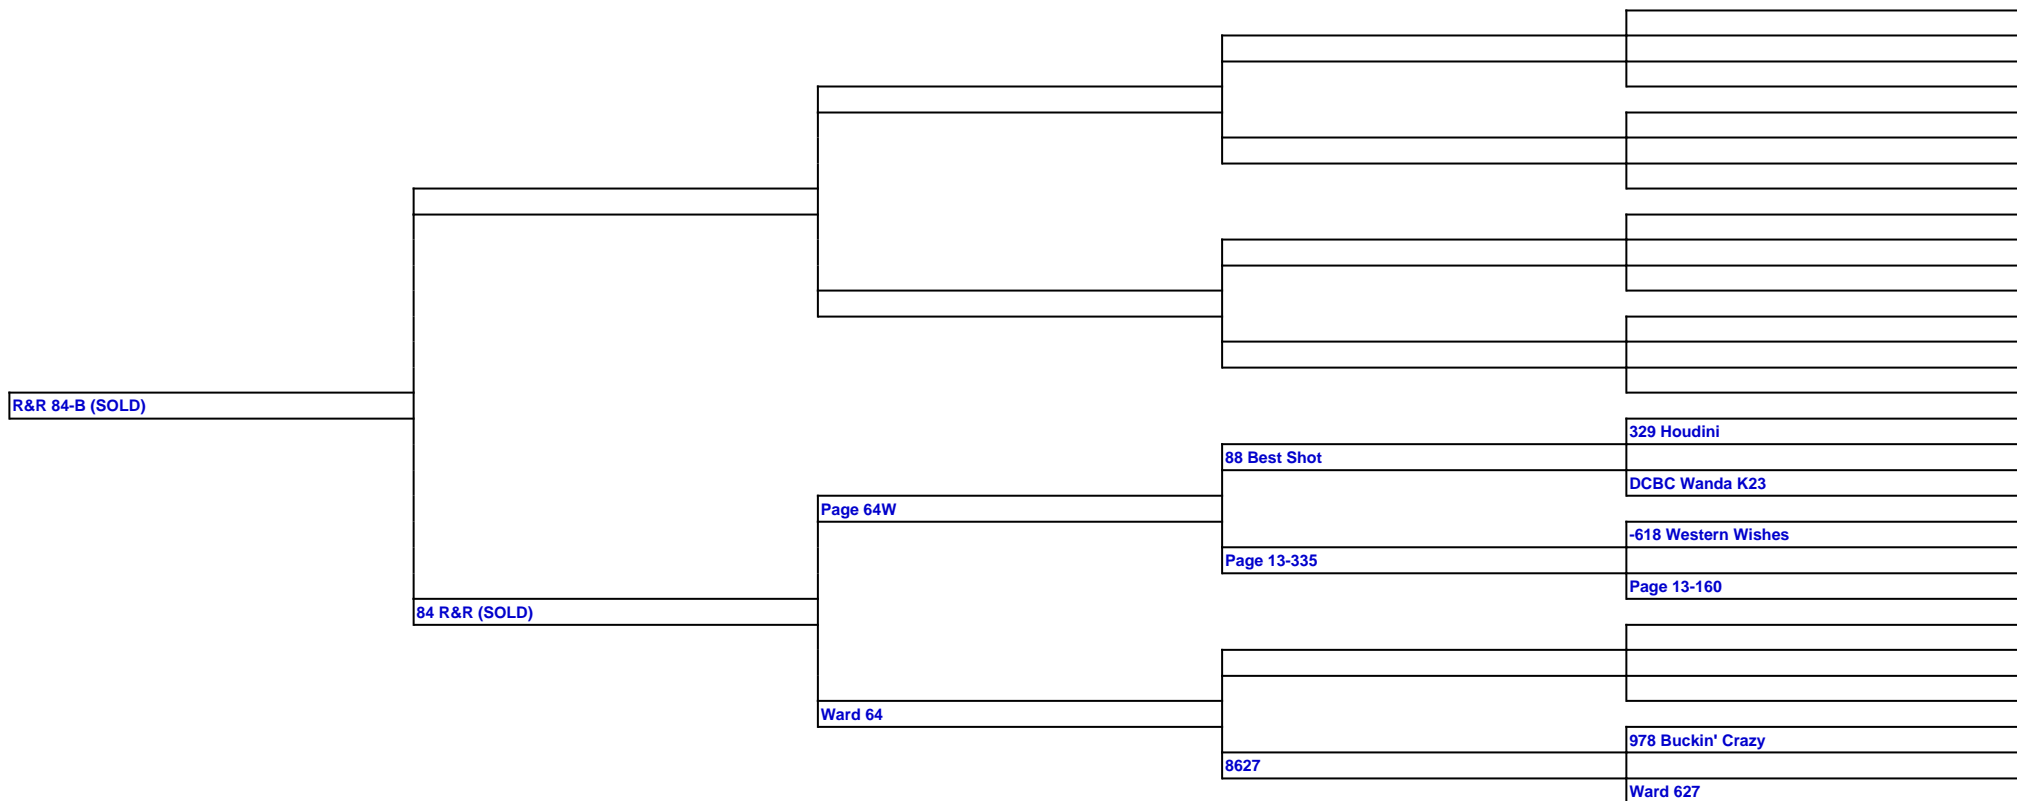 329 Houdini
88 Best Shot
DCBC Wanda K23
Page 64W
-618 Western Wishes
Page 13-335
Page 13-160
R&R 84-B (SOLD)
84 R&R (SOLD)
Ward 64
978 Buckin' Crazy
8627
Ward 627